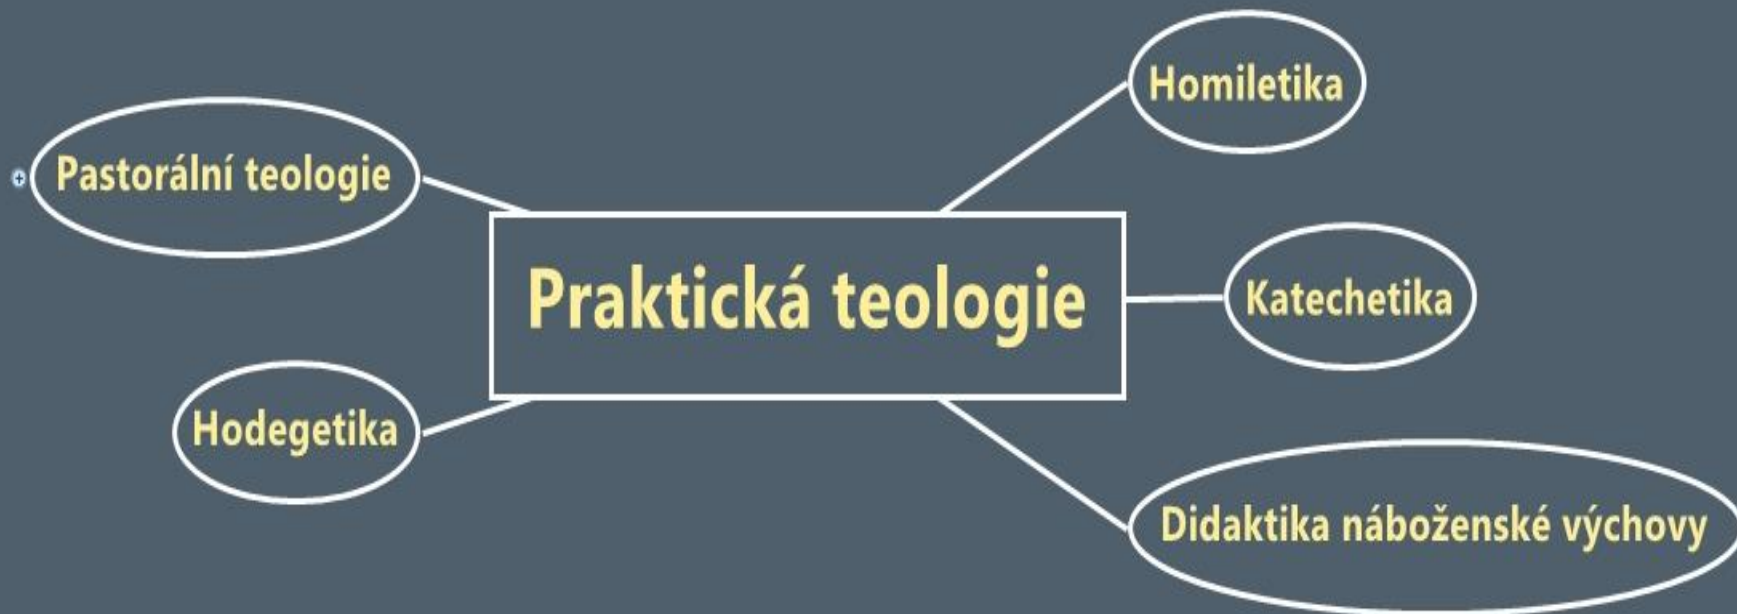 Homiletika
Pastorální teologie
Praktická teologie
Katechetika
Hodegetika
Didaktika náboženské výchovy